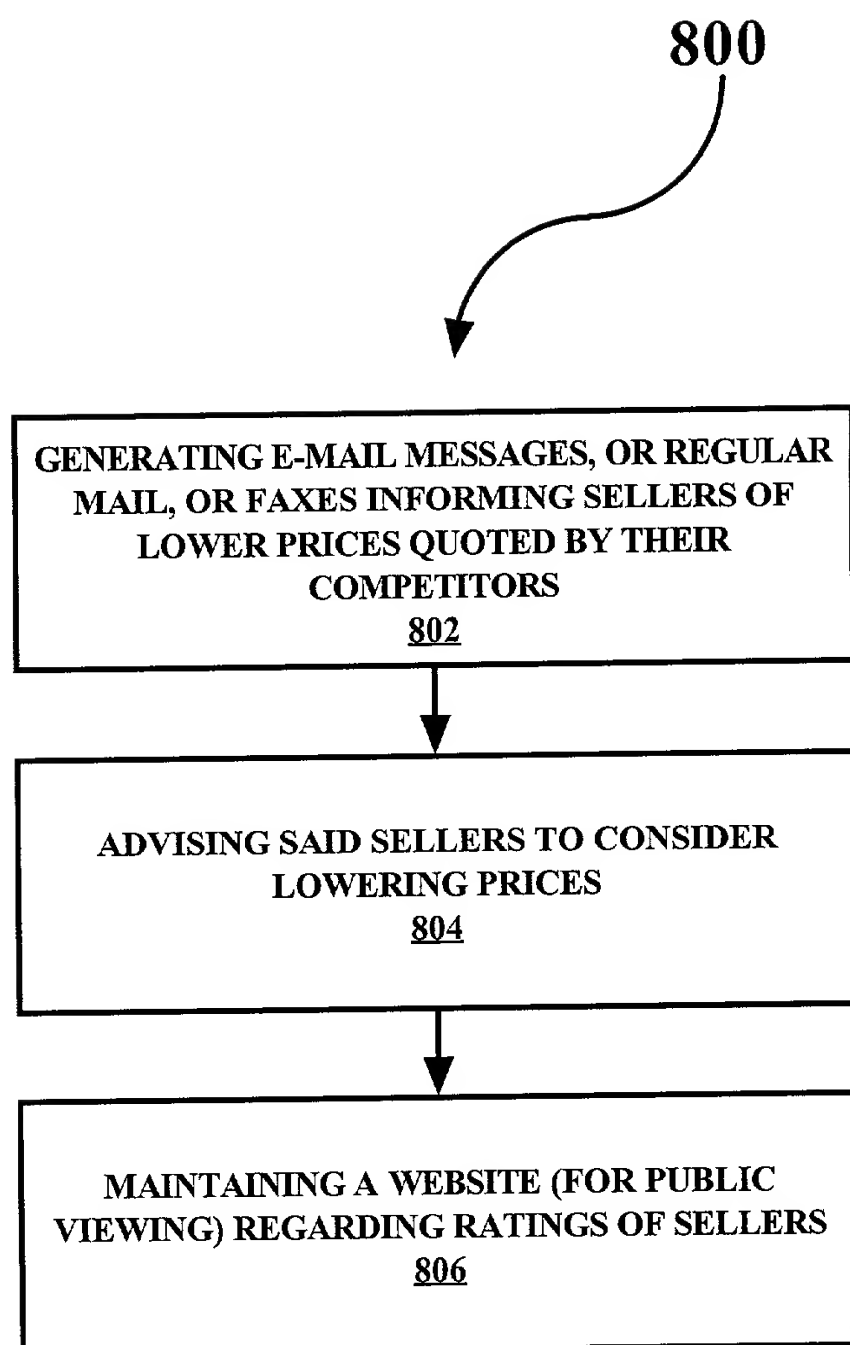 800
GENERATING E-MAIL MESSAGES, OR REGULAR
MAIL, OR FAXES INFORMING SELLERS OF
LOWER PRICES QUOTED BY THEIR
COMPETITORS
802
ADVISING SAID SELLERS TO CONSIDER
LOWERING PRICES
804
MAINTAINING A WEBSITE (FOR PUBLIC
VIEWING) REGARDING RATINGS OF SELLERS
806